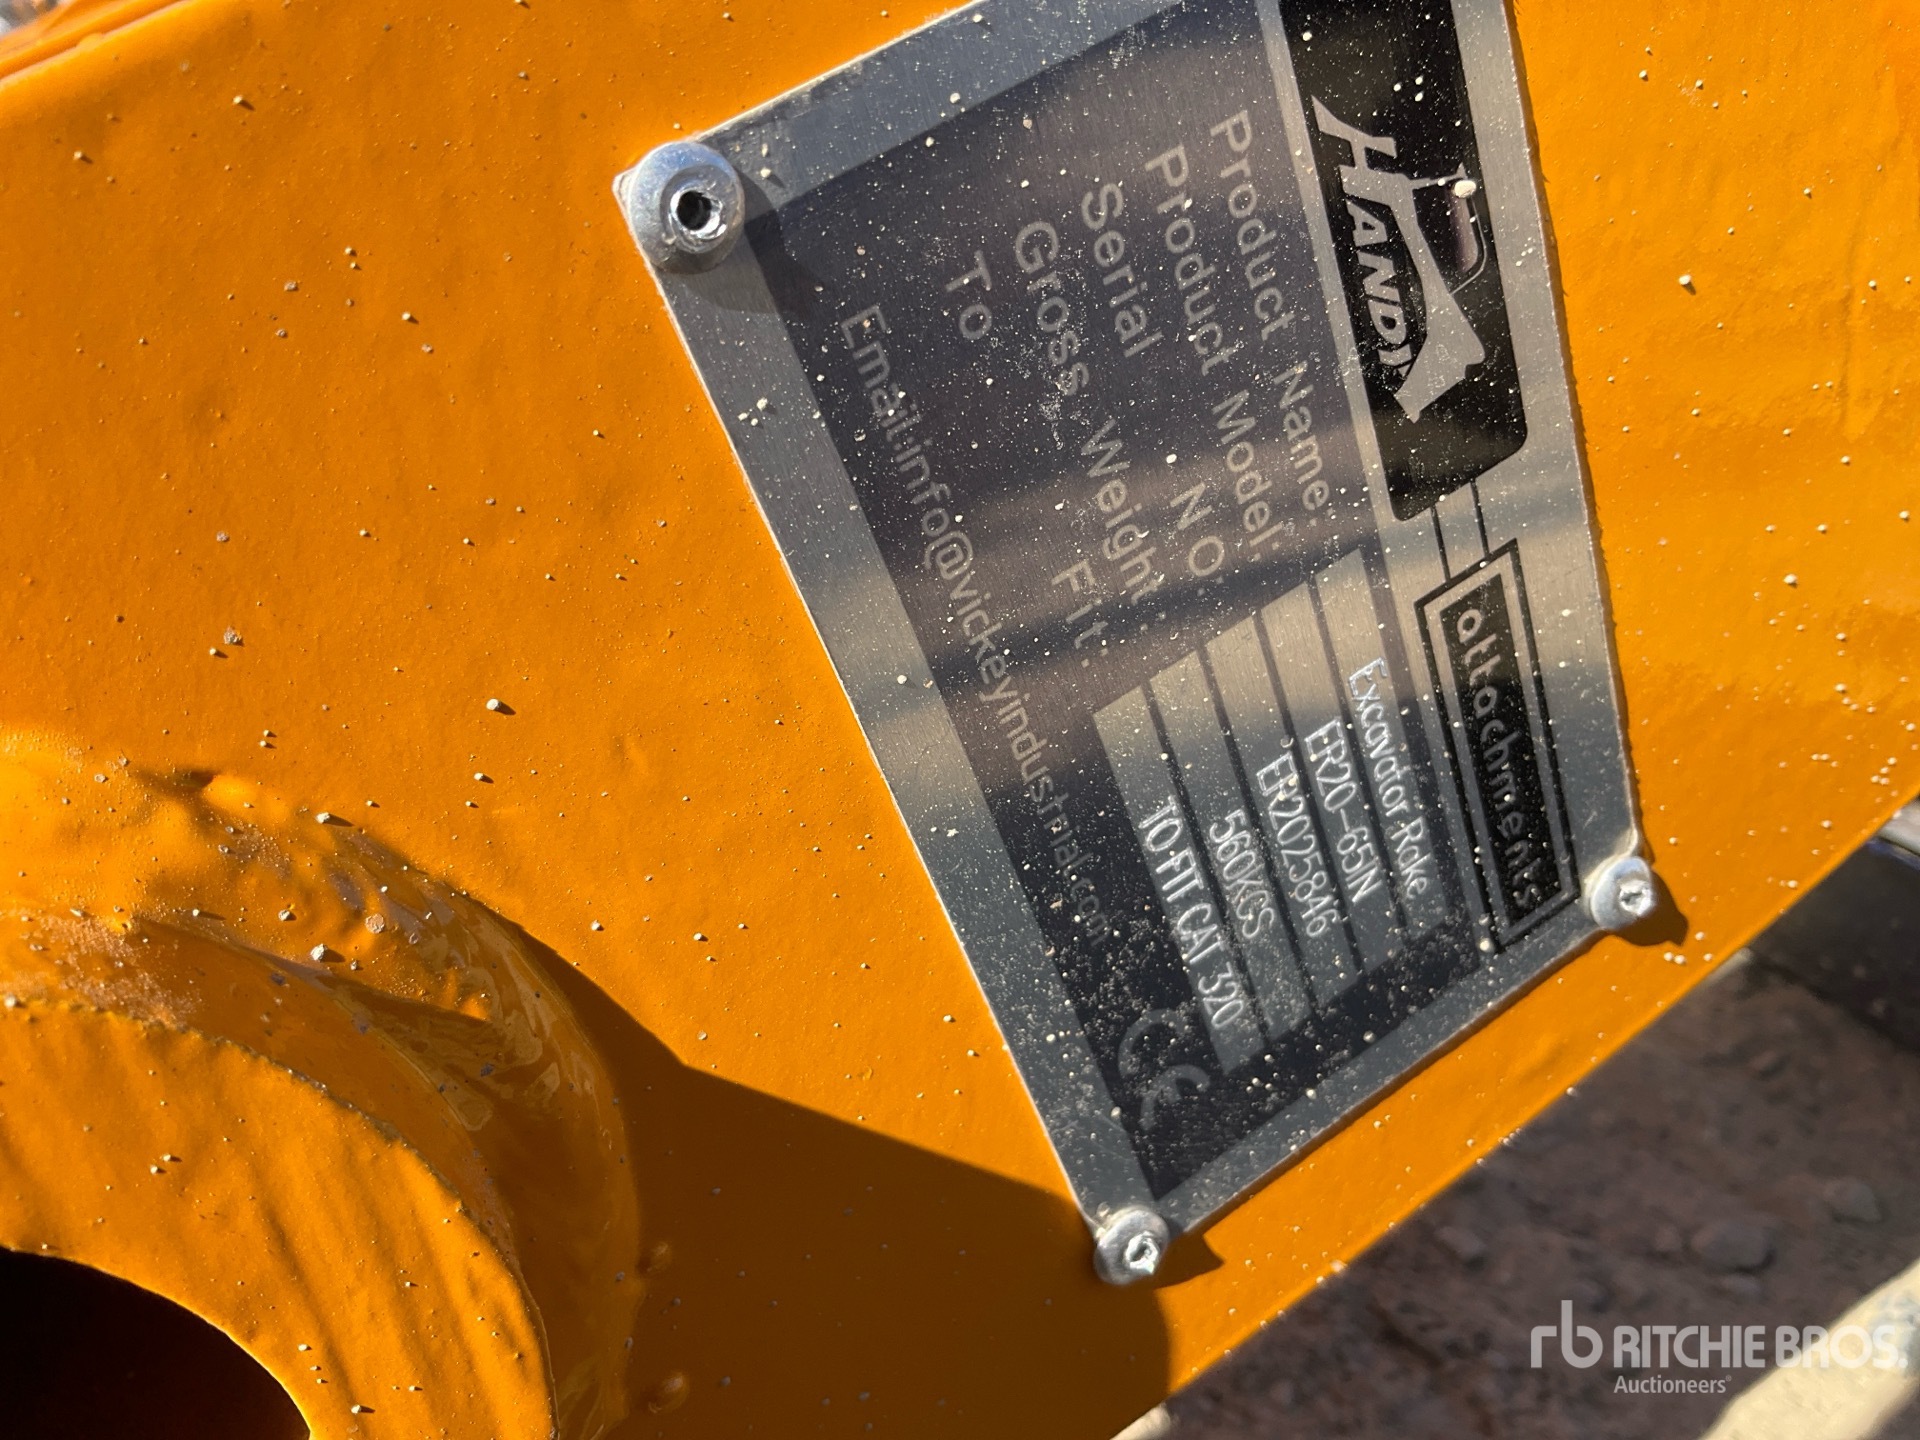 HANDY
attachments
Product Name: Excavator Rake
Product Model: ER20-65N
Serial NO. ER2025846
Gross Weight: 560KGS
To Fit: TO FIT CAT 320
Email:info@vickeyindustrial.com
CE
rb RITCHIE BROS.
Auctioneers